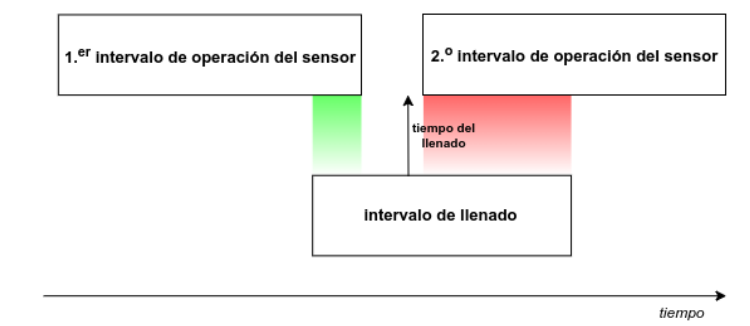 1.er intervalo de operación del sensor
2.º intervalo de operación del sensor
tiempo del
llenado
intervalo de llenado
tiempo